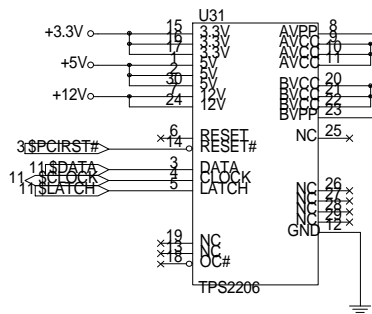 U31
+3.3V 15 3.3V AVPP 8
16 3.3V AVCC 9
17 3.3V AVCC 10
+5V 1 5V AVCC 11
2 5V BVCC 20
30 5V BVCC 21
+12V 7 12V BVCC 22
24 12V BVPP 23
6 RESET NC 25
3 $PCIRST# 14 RESET#
11 $DATA 3 DATA
11 $CLOCK 4 CLOCK NC 26
11 $LATCH 5 LATCH NC 27
NC 28
NC 29
GND 12
19 NC
13 NC
18 OC#
TPS2206